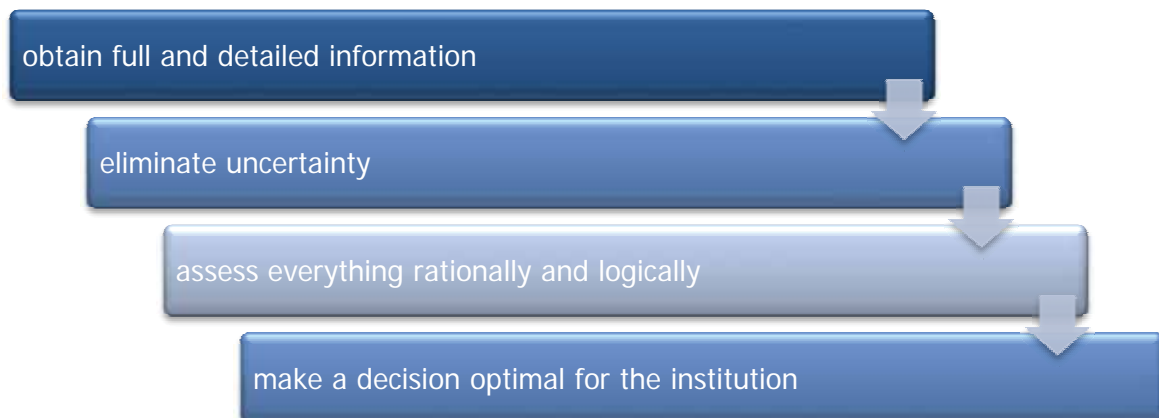 obtain full and detailed information
eliminate uncertainty
assess everything rationally and logically
make a decision optimal for the institution